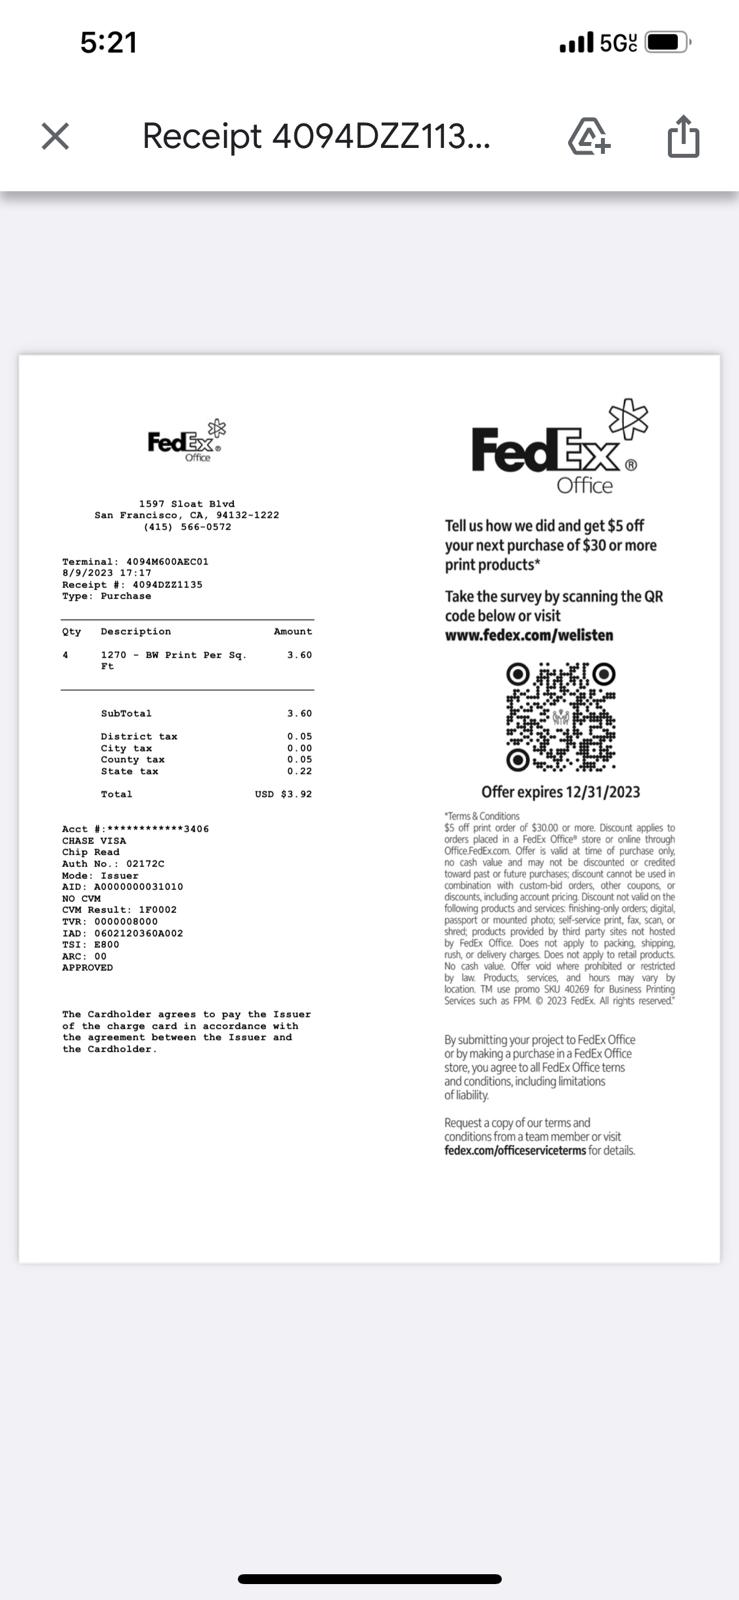 5:21
5GUC
Receipt 4094DZZ113...
FedEx®
Office
1597 Sloat Blvd
San Francisco, CA, 94132-1222
(415) 566-0572
Terminal: 4094M600AEC01
8/9/2023 17:17
Receipt #: 4094DZZ1135
Type: Purchase
Qty Description Amount
4 1270 - BW Print Per Sq. 3.60
Ft
SubTotal 3.60
District tax 0.05
City tax 0.00
County tax 0.05
State tax 0.22
Total USD $3.92
Acct #:************3406
CHASE VISA
Chip Read
Auth No.: 02172C
Mode: Issuer
AID: A0000000031010
NO CVM
CVM Result: 1F0002
TVR: 0000008000
IAD: 0602120360A002
TSI: E800
ARC: 00
APPROVED
The Cardholder agrees to pay the Issuer
of the charge card in accordance with
the agreement between the Issuer and
the Cardholder.
FedEx®
Office
Tell us how we did and get $5 off
your next purchase of $30 or more
print products*
Take the survey by scanning the QR
code below or visit
www.fedex.com/welisten
Offer expires 12/31/2023
*Terms & Conditions
$5 off print order of $30.00 or more. Discount applies to
orders placed in a FedEx Office® store or online through
Office.FedEx.com. Offer is valid at time of purchase only,
no cash value and may not be discounted or credited
toward past or future purchases; discount cannot be used in
combination with custom-bid orders, other coupons, or
discounts, including account pricing. Discount not valid on the
following products and services: finishing-only orders; digital,
passport or mounted photo; self-service print, fax, scan, or
shred; products provided by third party sites not hosted
by FedEx Office. Does not apply to packing, shipping,
rush, or delivery charges. Does not apply to retail products.
No cash value. Offer void where prohibited or restricted
by law. Products, services, and hours may vary by
location. TM use promo SKU 40269 for Business Printing
Services such as FPM. © 2023 FedEx. All rights reserved."
By submitting your project to FedEx Office
or by making a purchase in a FedEx Office
store, you agree to all FedEx Office terns
and conditions, including limitations
of liability.
Request a copy of our terms and
conditions from a team member or visit
fedex.com/officeserviceterms for details.